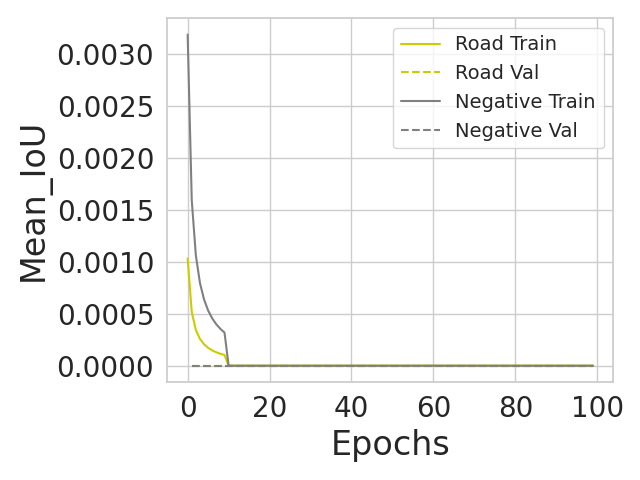 0.0030
0.0025
0.0020
0.0015
0.0010
0.0005
0.0000
Mean_IoU
0 20 40 60 80 100
Epochs
Road Train
Road Val
Negative Train
Negative Val